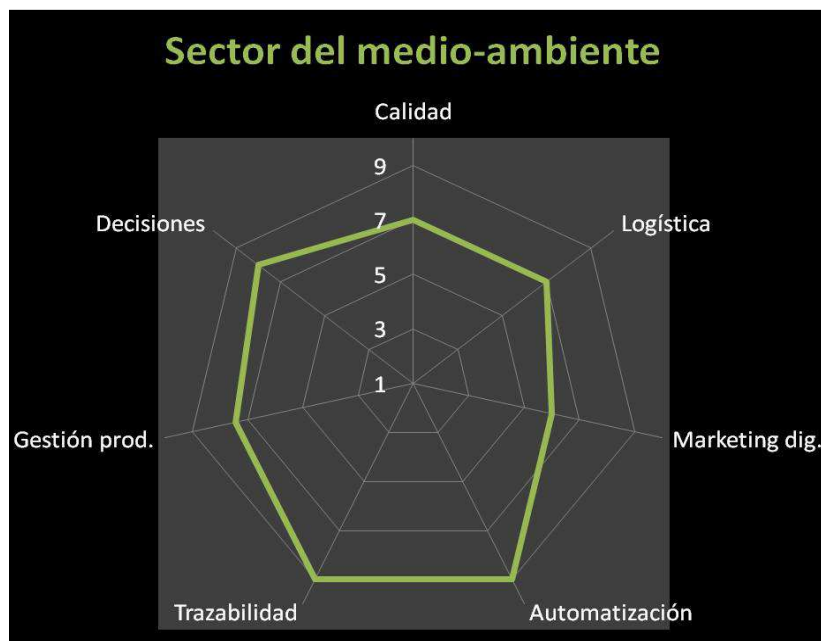 Sector del medio-ambiente
Calidad
9
Decisiones
7
Logística
5
3
1
Gestión prod.
Marketing dig.
Trazabilidad
Automatización